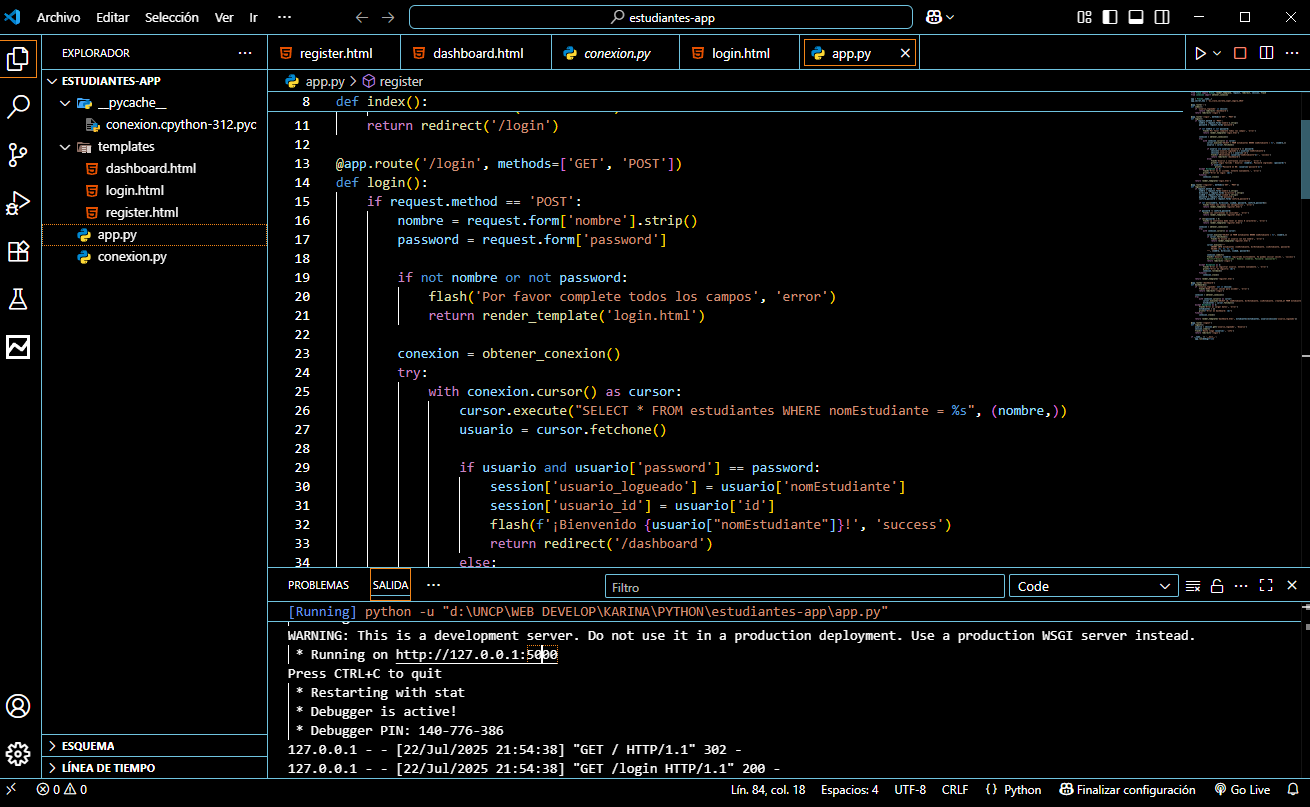 Archivo Editar Selección Ver Ir ··· estudiantes-app
EXPLORADOR ···
ESTUDIANTES-APP
__pycache__
conexion.cpython-312.pyc
templates
dashboard.html
login.html
register.html
app.py
conexion.py
ESQUEMA
LÍNEA DE TIEMPO
register.html dashboard.html conexion.py login.html app.py
app.py > register
8 def index():
11 return redirect('/login')
12
13 @app.route('/login', methods=['GET', 'POST'])
14 def login():
15 if request.method == 'POST':
16 nombre = request.form['nombre'].strip()
17 password = request.form['password']
18
19 if not nombre or not password:
20 flash('Por favor complete todos los campos', 'error')
21 return render_template('login.html')
22
23 conexion = obtener_conexion()
24 try:
25 with conexion.cursor() as cursor:
26 cursor.execute("SELECT * FROM estudiantes WHERE nomEstudiante = %s", (nombre,))
27 usuario = cursor.fetchone()
28
29 if usuario and usuario['password'] == password:
30 session['usuario_logueado'] = usuario['nomEstudiante']
31 session['usuario_id'] = usuario['id']
32 flash(f'¡Bienvenido {usuario["nomEstudiante"]}!', 'success')
33 return redirect('/dashboard')
34 else:
PROBLEMAS SALIDA ··· Filtro Code
[Running] python -u "d:\UNCP\WEB DEVELOP\KARINA\PYTHON\estudiantes-app\app.py"
WARNING: This is a development server. Do not use it in a production deployment. Use a production WSGI server instead.
* Running on http://127.0.0.1:5000
Press CTRL+C to quit
* Restarting with stat
* Debugger is active!
* Debugger PIN: 140-776-386
127.0.0.1 - - [22/Jul/2025 21:54:38] "GET / HTTP/1.1" 302 -
127.0.0.1 - - [22/Jul/2025 21:54:38] "GET /login HTTP/1.1" 200 -
0 0 Lín. 84, col. 18 Espacios: 4 UTF-8 CRLF {} Python Finalizar configuración Go Live